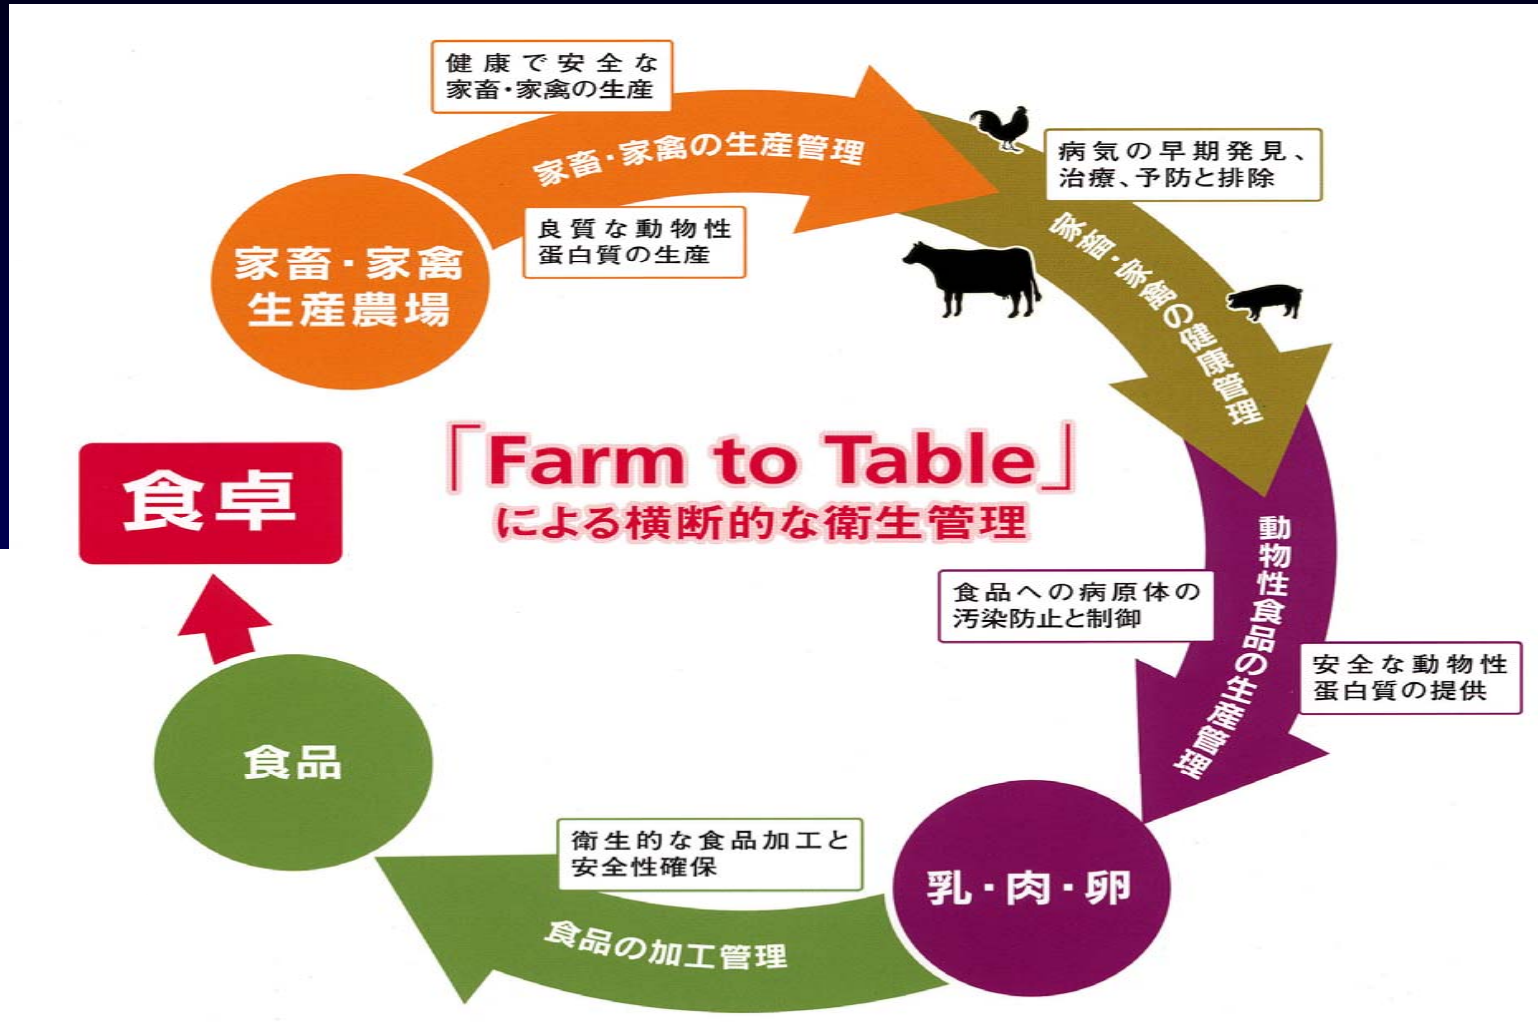 健康で安全な
家畜・家禽の生産
家畜・家禽の生産管理
良質な動物性
蛋白質の生産
家畜・家禽
生産農場
病気の早期発見、
治療、予防と排除
家畜・家禽の健康管理
「Farm to Table」
による横断的な衛生管理
食卓
動物性食品の生産管理
食品への病原体の
汚染防止と制御
安全な動物性
蛋白質の提供
乳・肉・卵
衛生的な食品加工と
安全性確保
食品の加工管理
食品